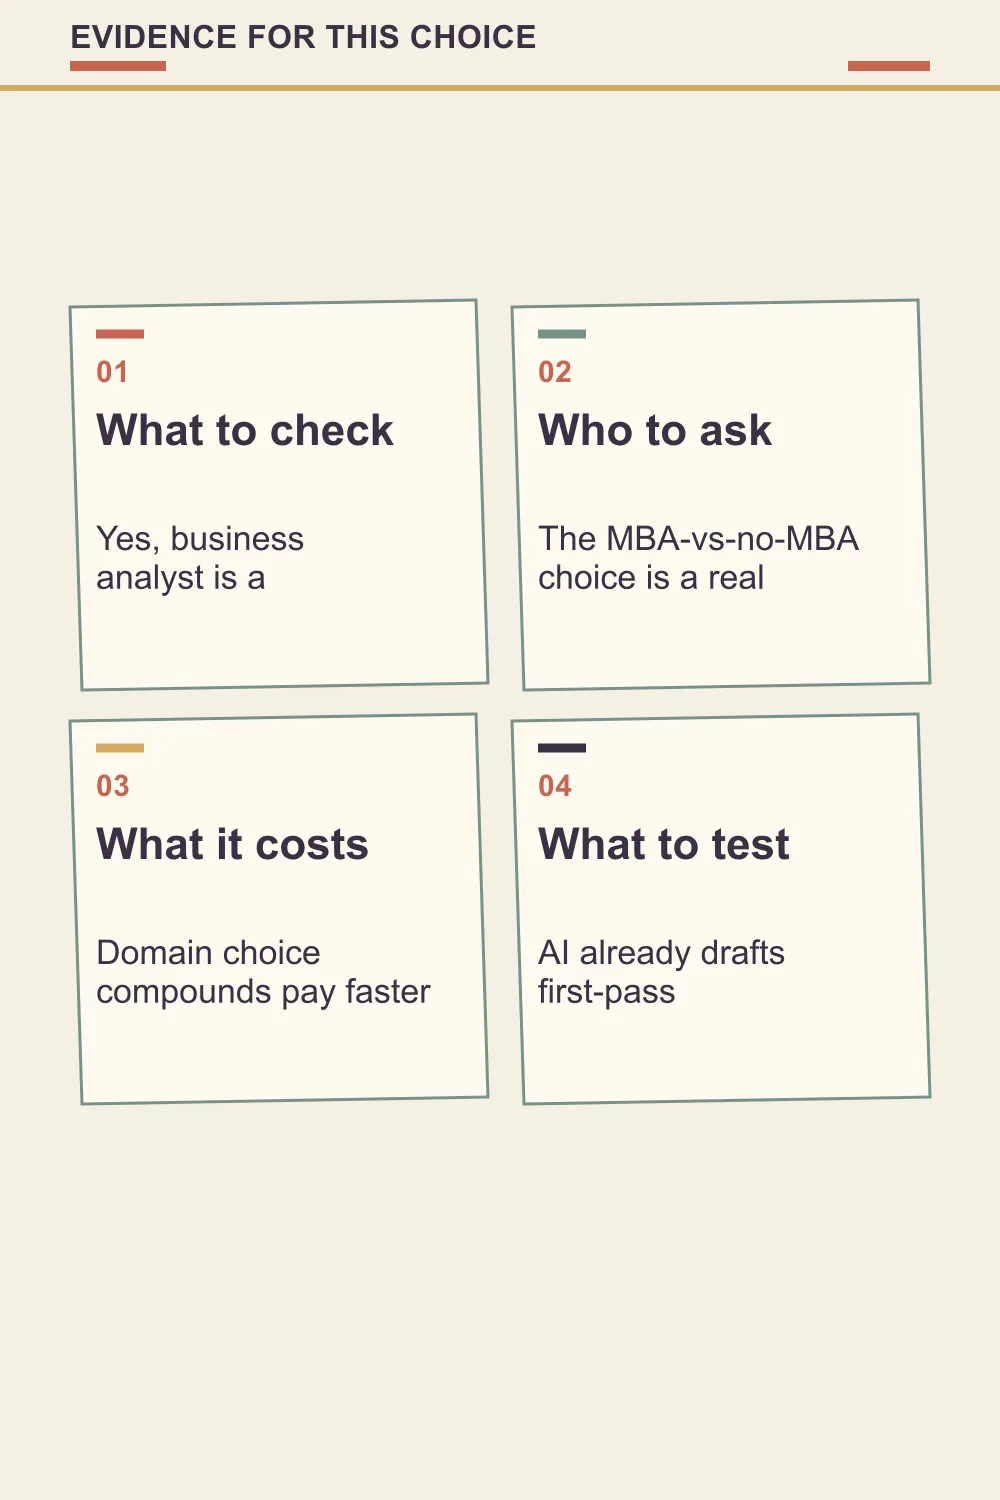 EVIDENCE FOR THIS CHOICE
01
What to check
Yes, business
analyst is a
02
Who to ask
The MBA-vs-no-MBA
choice is a real
03
What it costs
Domain choice
compounds pay faster
04
What to test
AI already drafts
first-pass